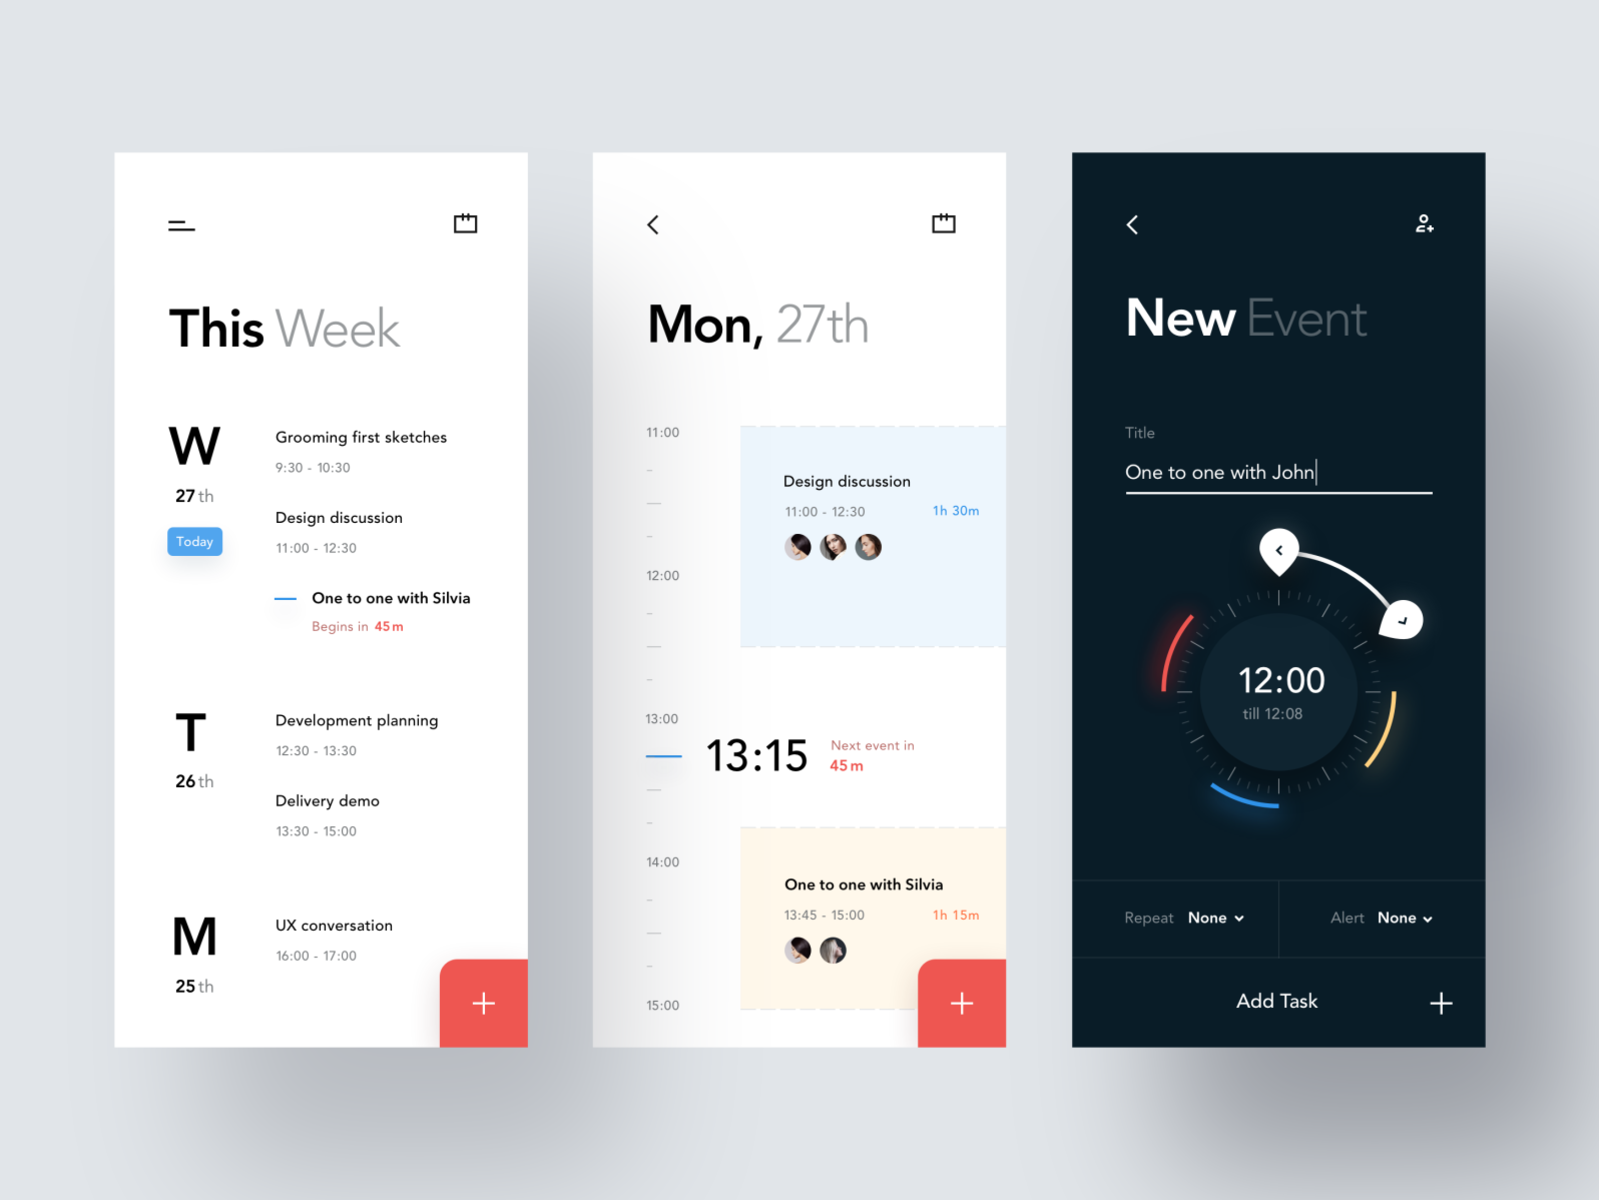 This Week
W
27 th
Today
Grooming first sketches
9:30 - 10:30
Design discussion
11:00 - 12:30
One to one with Silvia
Begins in 45 m
T
26 th
Development planning
12:30 - 13:30
Delivery demo
13:30 - 15:00
M
25 th
UX conversation
16:00 - 17:00
Mon, 27th
11:00
Design discussion
11:00 - 12:30 1h 30m
12:00
13:00
13:15
Next event in
45 m
14:00
One to one with Silvia
13:45 - 15:00 1h 15m
15:00
New Event
Title
One to one with John
12:00
till 12:08
Repeat None
Alert None
Add Task